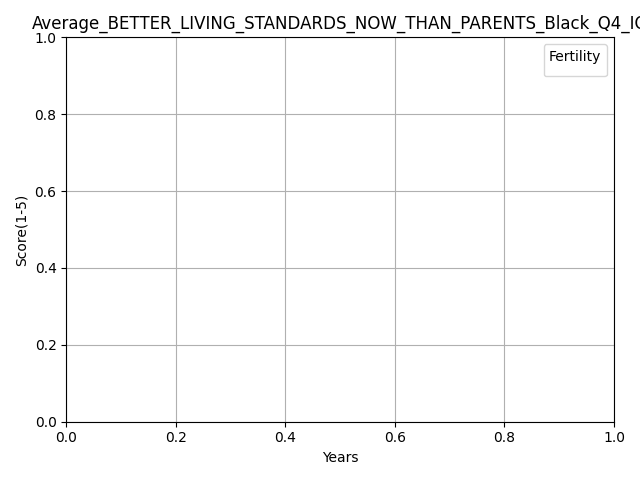 Average_BETTER_LIVING_STANDARDS_NOW_THAN_PARENTS_Black_Q4_IC
Fertility
1.0
0.8
0.6
0.4
0.2
0.0
Score(1-5)
0.0 0.2 0.4 0.6 0.8 1.0
Years